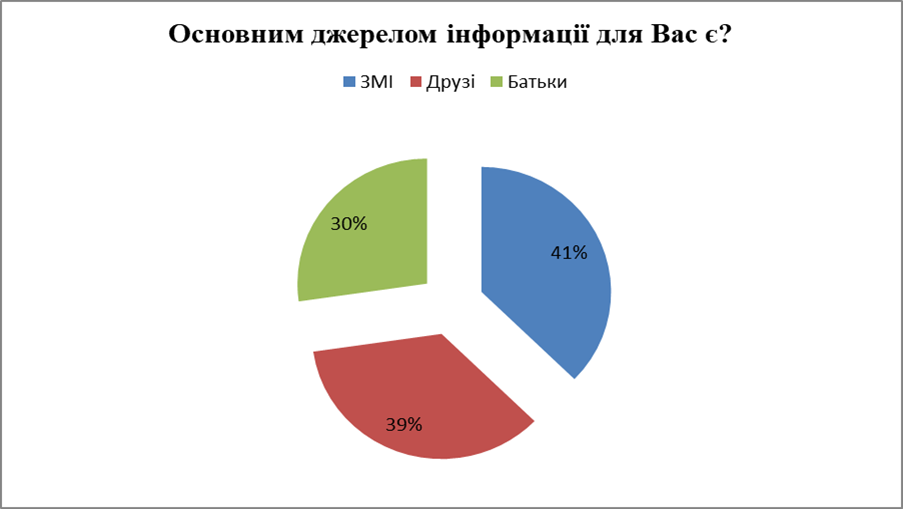 Основним джерелом інформації для Вас є?
ЗМІ Друзі Батьки
30%
41%
39%